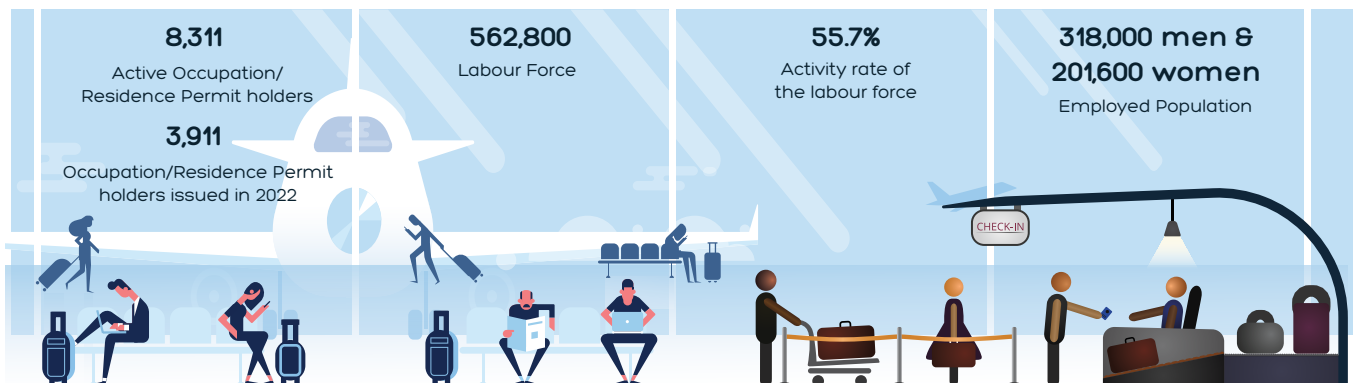 8,311
Active Occupation/
Residence Permit holders
3,911
Occupation/Residence Permit
holders issued in 2022
562,800
Labour Force
55.7%
Activity rate of
the labour force
318,000 men &
201,600 women
Employed Population
CHECK-IN